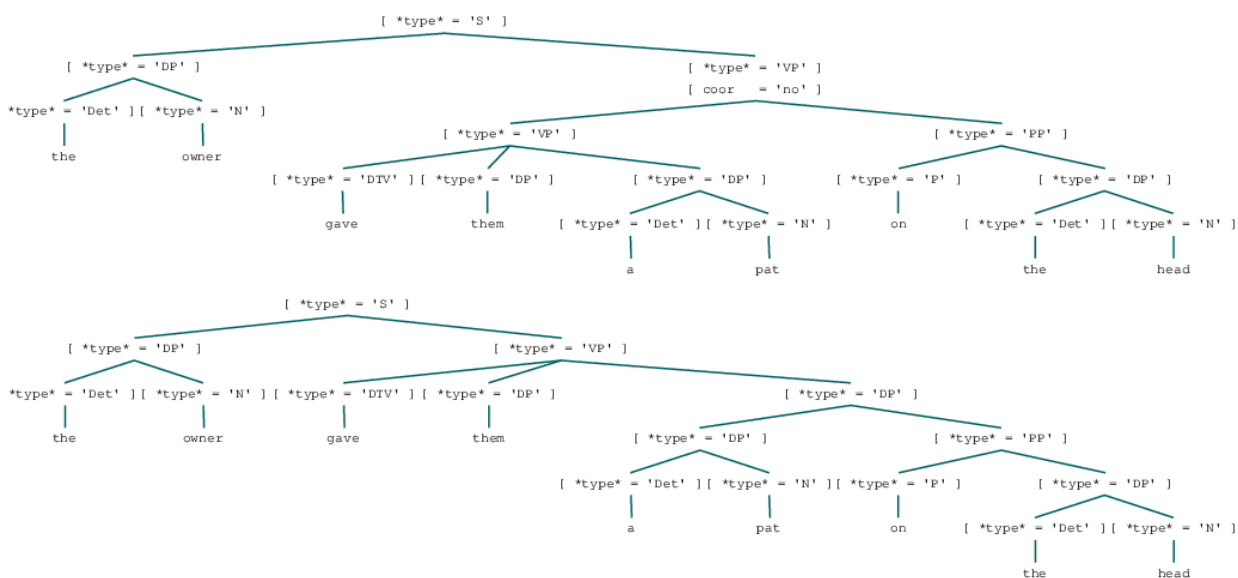 [ *type* = 'S' ]
[ *type* = 'DP' ] [ *type* = 'VP' ]
[ coor   = 'no' ]
*type* = 'Det' ][ *type* = 'N' ]
[ *type* = 'VP' ] [ *type* = 'PP' ]
the owner
[ *type* = 'DTV' ][ *type* = 'DP' ] [ *type* = 'DP' ] [ *type* = 'P' ] [ *type* = 'DP' ]
gave them [ *type* = 'Det' ][ *type* = 'N' ] on [ *type* = 'Det' ][ *type* = 'N' ]
a pat the head
[ *type* = 'S' ]
[ *type* = 'DP' ] [ *type* = 'VP' ]
*type* = 'Det' ][ *type* = 'N' ][ *type* = 'DTV' ][ *type* = 'DP' ] [ *type* = 'DP' ]
the owner gave them [ *type* = 'DP' ] [ *type* = 'PP' ]
[ *type* = 'Det' ][ *type* = 'N' ][ *type* = 'P' ] [ *type* = 'DP' ]
a pat on [ *type* = 'Det' ][ *type* = 'N' ]
the head